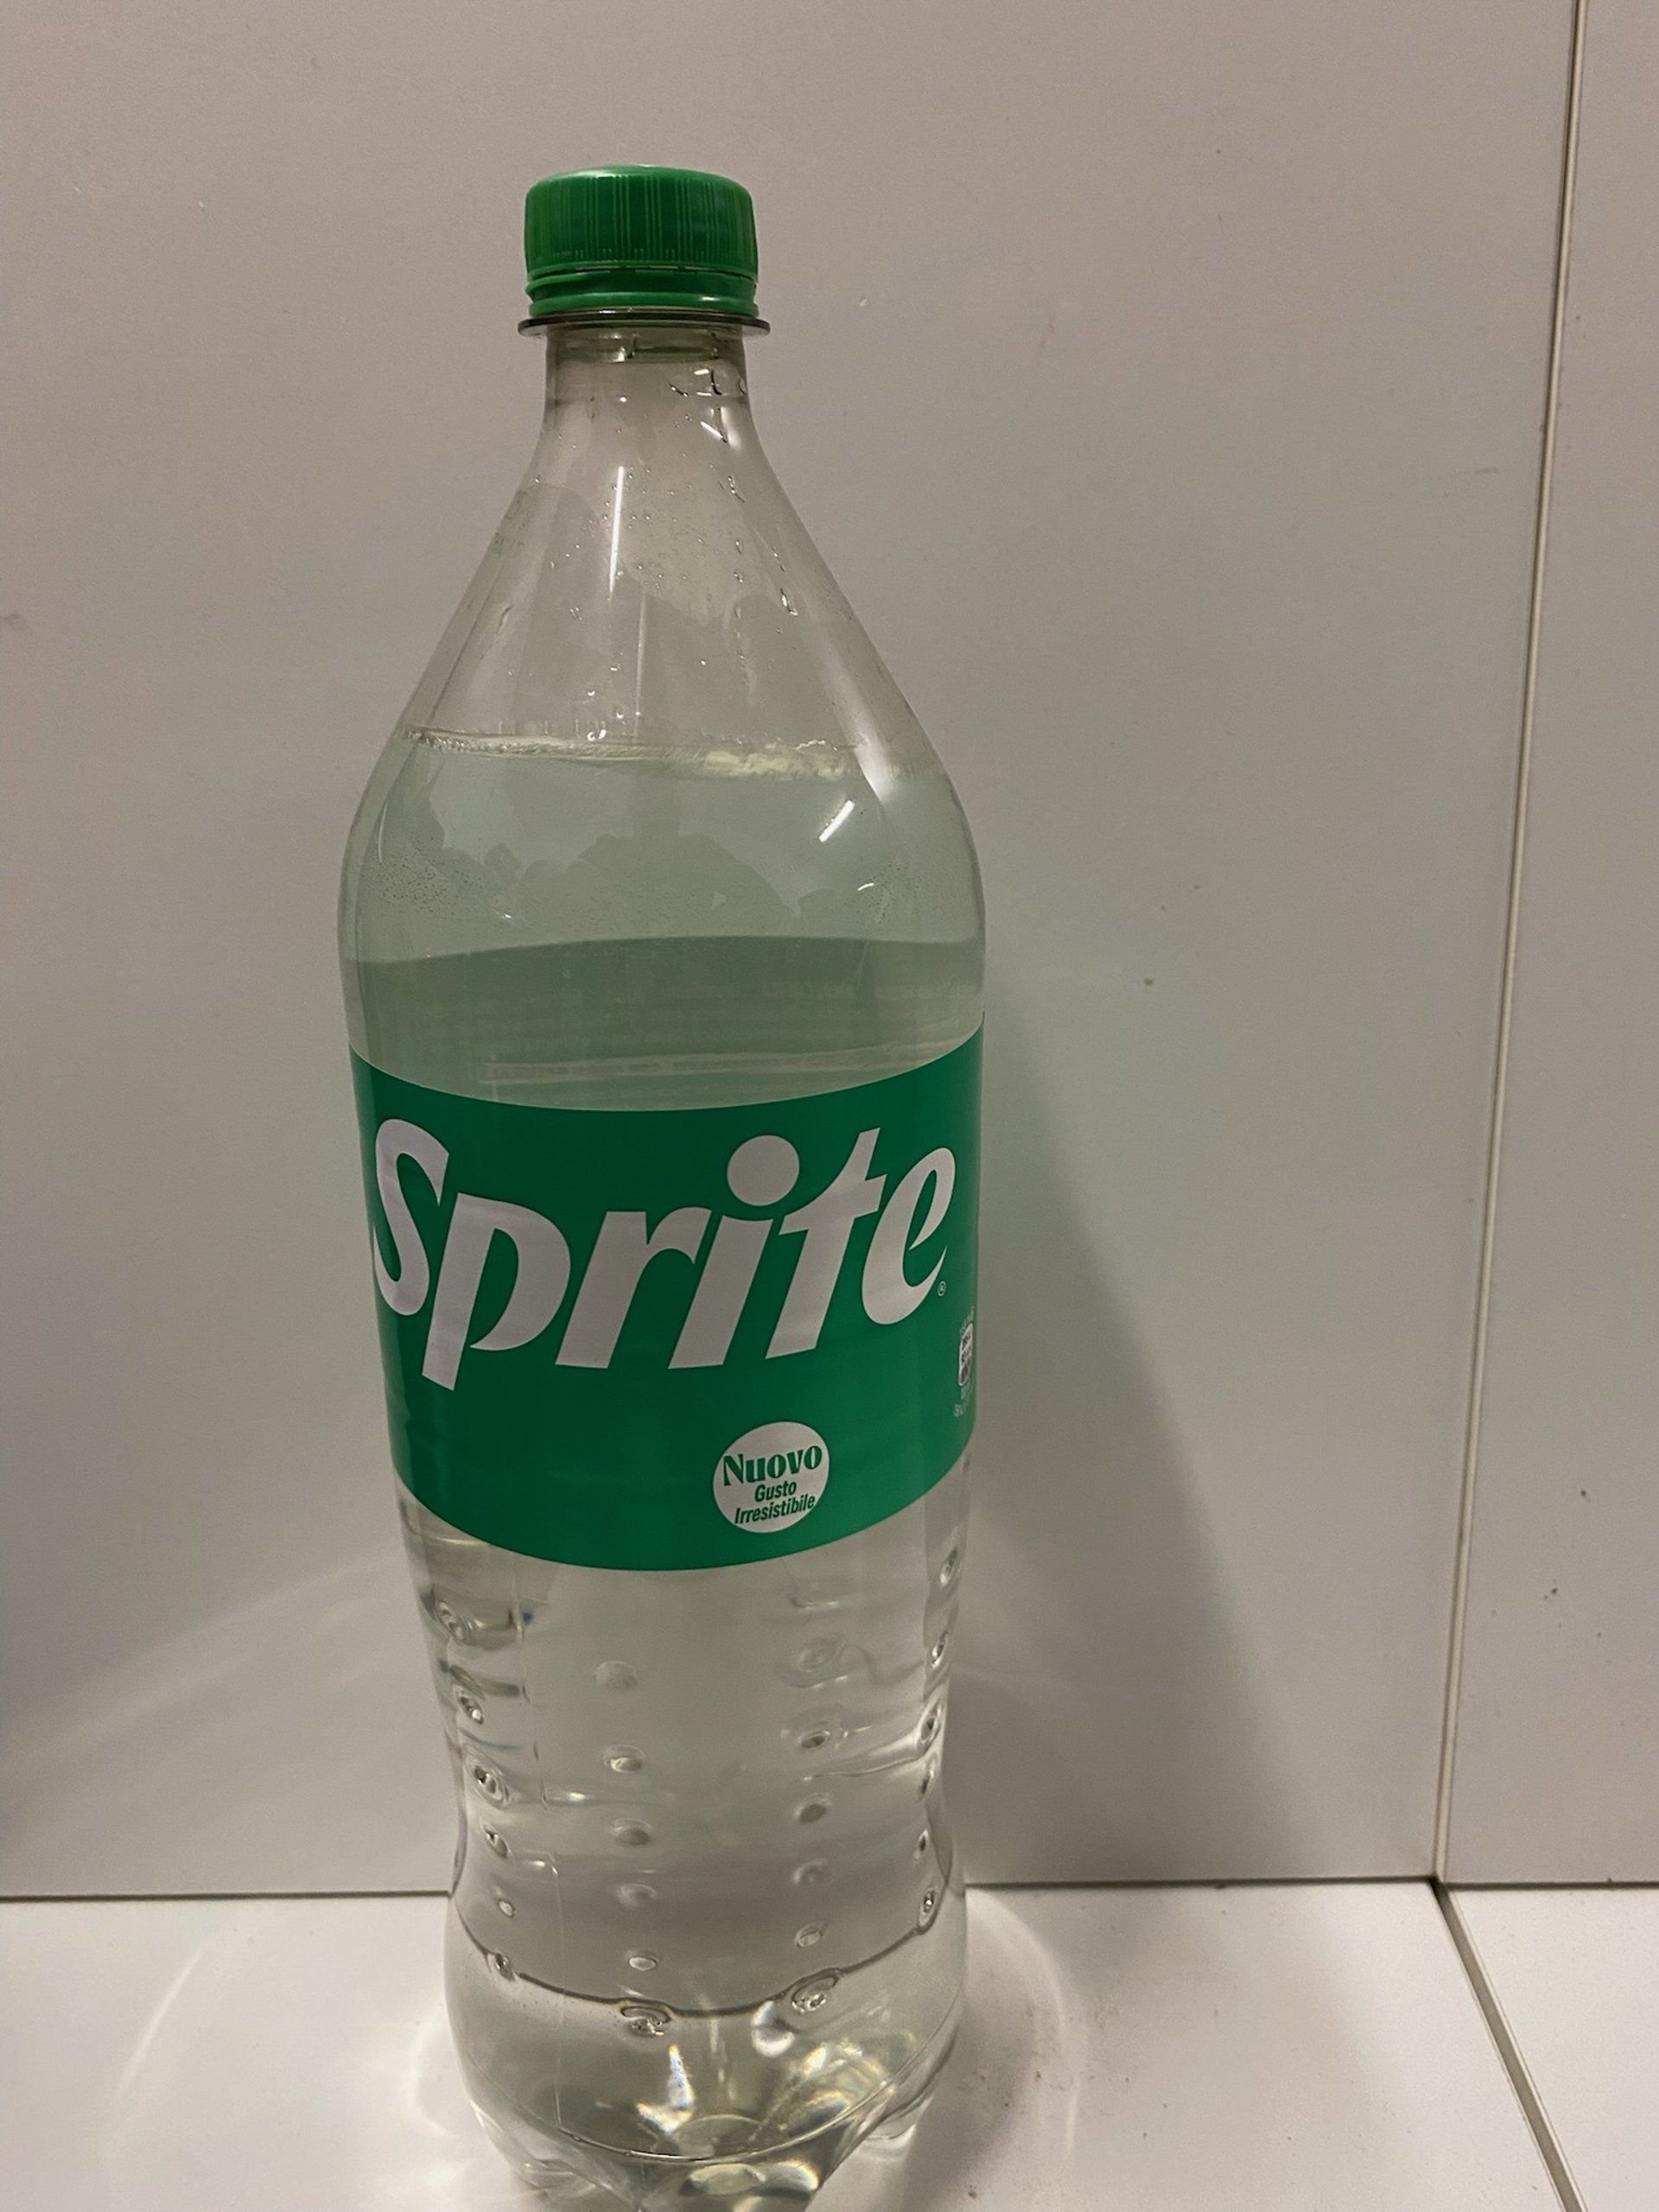 Sprite
Nuovo
Gusto
Irresistibile